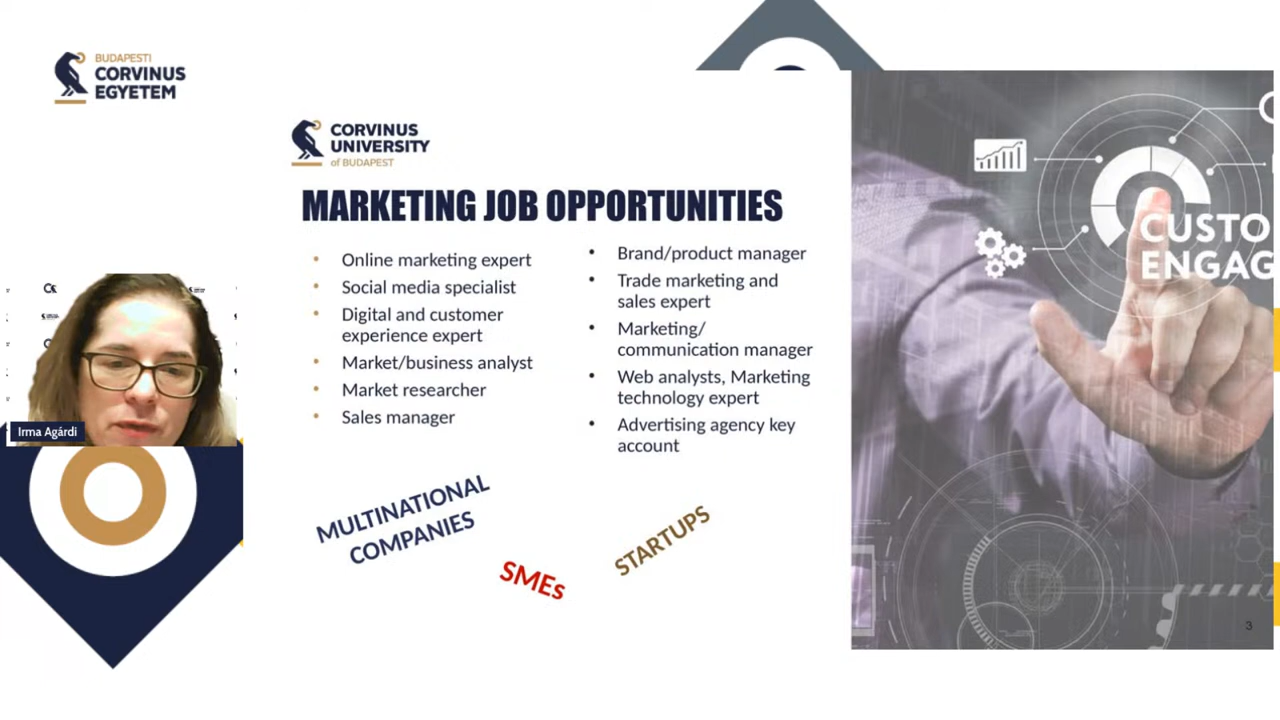 BUDAPESTI
CORVINUS
EGYETEM
CORVINUS
UNIVERSITY
of BUDAPEST
MARKETING JOB OPPORTUNITIES
• Online marketing expert
• Social media specialist
• Digital and customer
experience expert
• Market/business analyst
• Market researcher
• Sales manager
• Brand/product manager
• Trade marketing and
sales expert
• Marketing/
communication manager
• Web analysts, Marketing
technology expert
• Advertising agency key
account
MULTINATIONAL
COMPANIES
SMEs
STARTUPS
CUSTO
ENGAG
3
Irma Agárdi